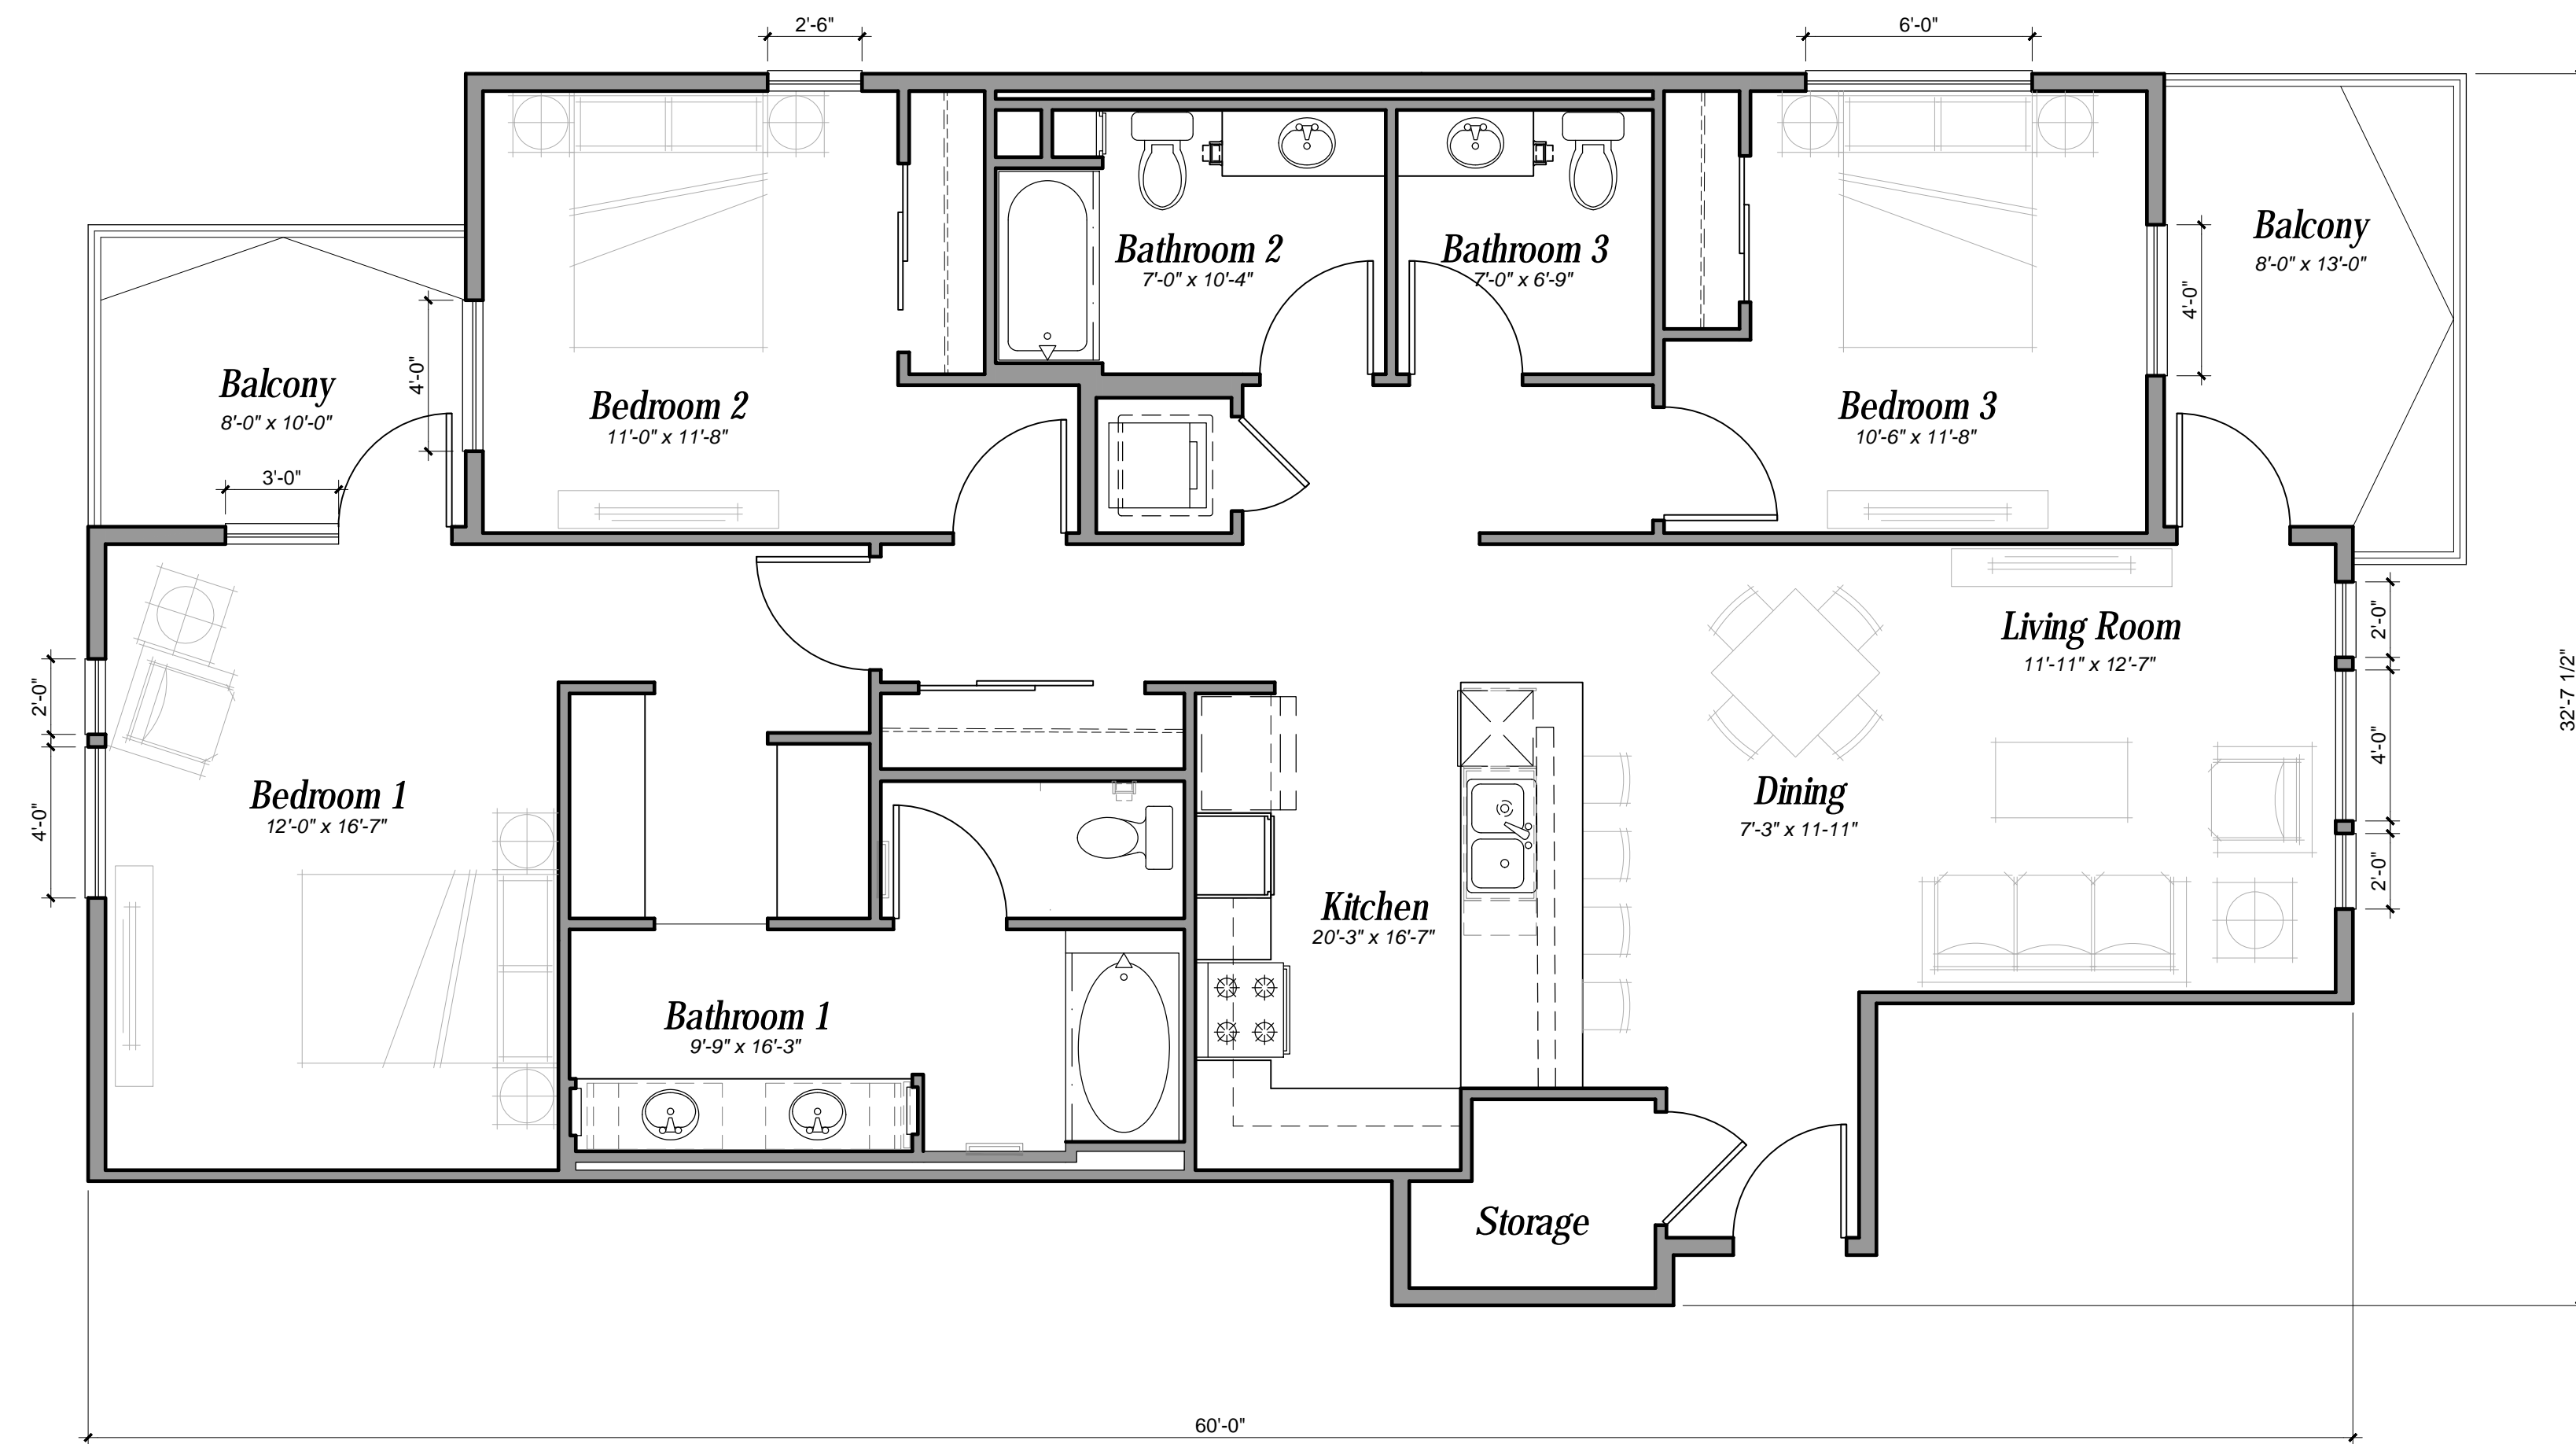 2'-6"
6'-0"
Balcony
8'-0" x 13'-0"
4'-0"
Bathroom 2
7'-0" x 10'-4"
Bathroom 3
7'-0" x 6'-9"
Balcony
8'-0" x 10'-0"
4'-0"
3'-0"
Bedroom 2
11'-0" x 11'-8"
Bedroom 3
10'-6" x 11'-8"
2'-0"
4'-0"
Bedroom 1
12'-0" x 16'-7"
Living Room
11'-11" x 12'-7"
Dining
7'-3" x 11-11"
2'-0"
4'-0"
2'-0"
32'-7 1/2"
Kitchen
20'-3" x 16'-7"
Bathroom 1
9'-9" x 16'-3"
Storage
60'-0"